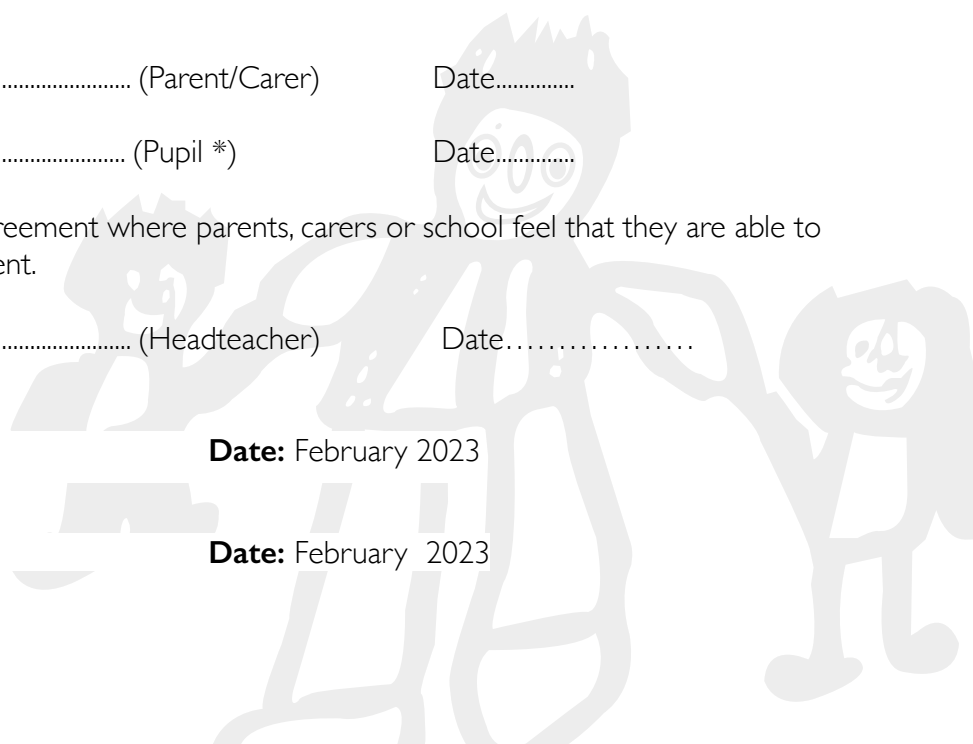 ....................... (Parent/Carer) Date..............
...................... (Pupil *) Date..............
reement where parents, carers or school feel that they are able to
ent.
....................... (Headteacher) Date..................
Date: February 2023
Date: February 2023